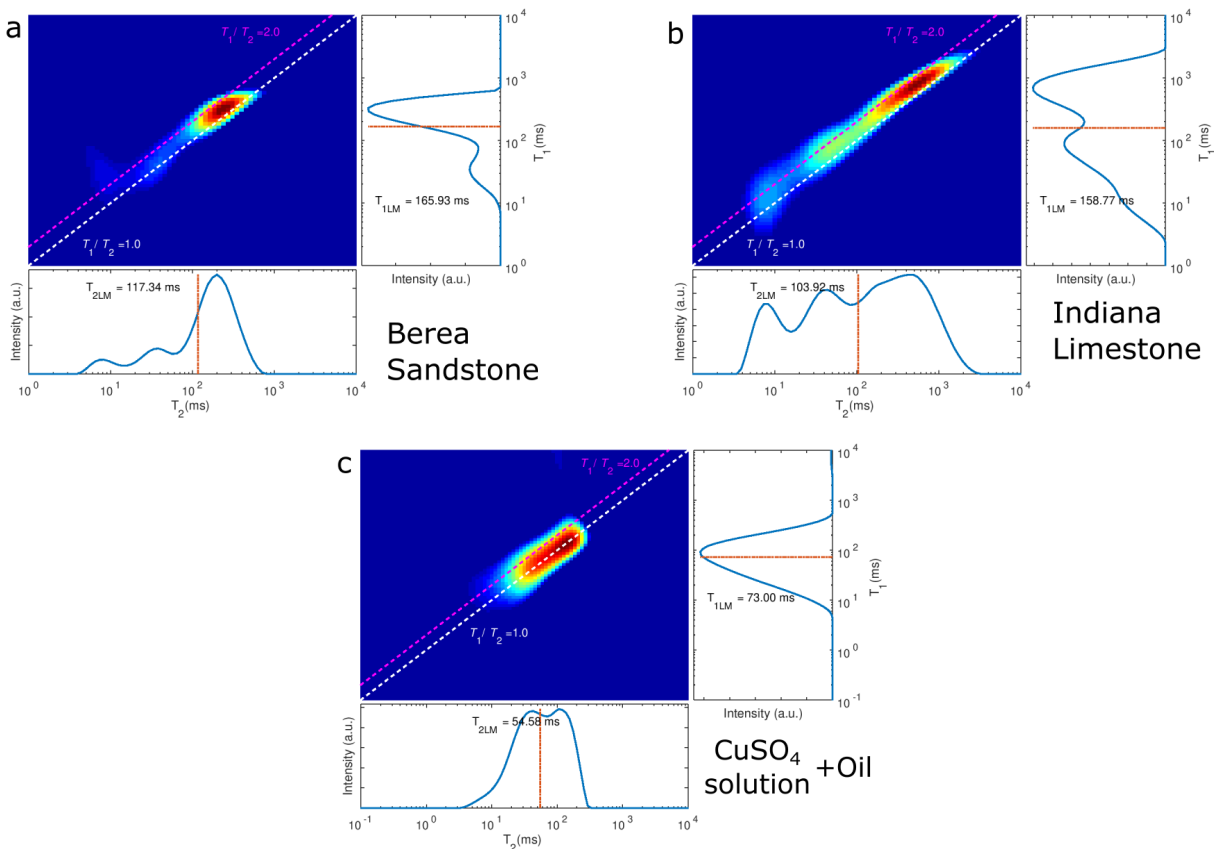 a
T1/ T2=2.0
T1/ T2=1.0
10^4
10^3
10^2
10^1
10^0
T1 (ms)
T1LM = 165.93 ms
Intensity (a.u.)
Intensity (a.u.)
T2LM = 117.34 ms
10^0 10^1 10^2 10^3 10^4
T2(ms)
Berea
Sandstone
b
T1/ T2=2.0
T1/ T2=1.0
10^4
10^3
10^2
10^1
10^0
T1 (ms)
T1LM = 158.77 ms
Intensity (a.u.)
Intensity (a.u.)
T2LM = 103.92 ms
10^0 10^1 10^2 10^3 10^4
T2(ms)
Indiana
Limestone
c
T1/ T2=2.0
T1/ T2=1.0
10^4
10^3
10^2
10^1
10^0
10^-1
T1 (ms)
T1LM = 73.00 ms
Intensity (a.u.)
Intensity (a.u.)
T2LM = 54.58 ms
10^-1 10^0 10^1 10^2 10^3 10^4
T2(ms)
CuSO4
solution +Oil